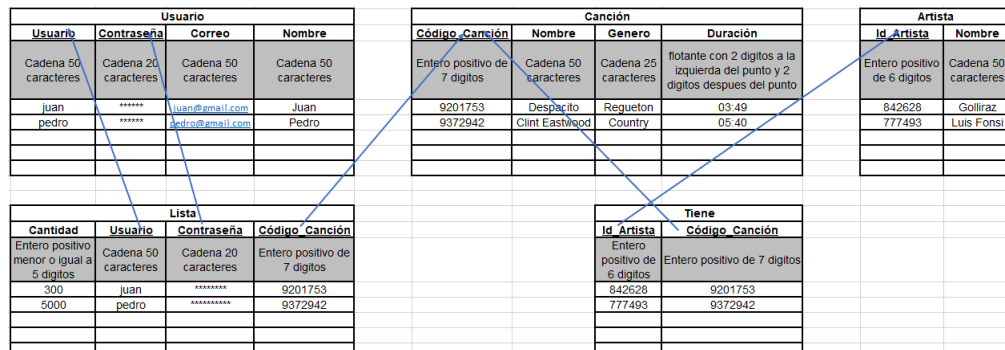 Usuario
Usuario Contraseña Correo Nombre
Cadena 50 caracteres Cadena 20 caracteres Cadena 50 caracteres Cadena 50 caracteres
juan ****** juan@gmail.com Juan
pedro ****** pedro@gmail.com Pedro
Canción
Código_Canción Nombre Genero Duración
Entero positivo de 7 digitos Cadena 50 caracteres Cadena 25 caracteres flotante con 2 digitos a la izquierda del punto y 2 digitos despues del punto
9201753 Despacito Regueton 03:49
9372942 Clint Eastwood Country 05:40
Artista
Id_Artista Nombre
Entero positivo de 6 digitos Cadena 50 caracteres
842628 Golliraz
777493 Luis Fonsi
Lista
Cantidad Usuario Contraseña Código_Canción
Entero positivo menor o igual a 5 digitos Cadena 50 caracteres Cadena 20 caracteres Entero positivo de 7 digitos
300 juan ******** 9201753
5000 pedro ********** 9372942
Tiene
Id_Artista Código_Canción
Entero positivo de 6 digitos Entero positivo de 7 digitos
842628 9201753
777493 9372942